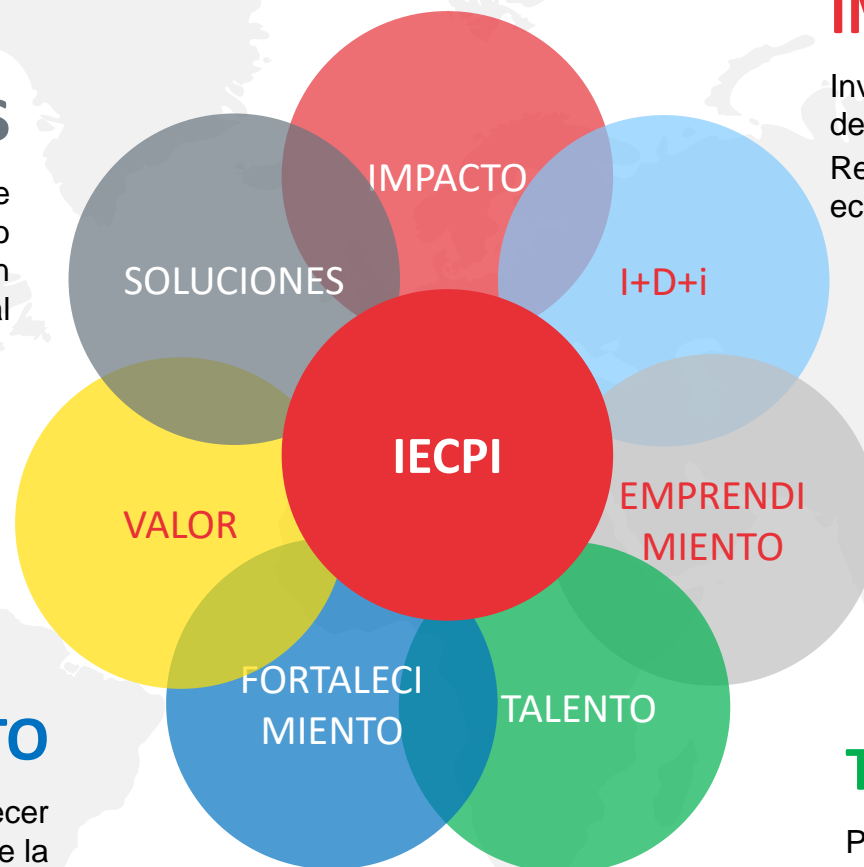 IMPACTO
SOLUCIONES
I+D+i
IECPI
VALOR
EMPRENDI
MIENTO
FORTALECI
MIENTO
TALENTO